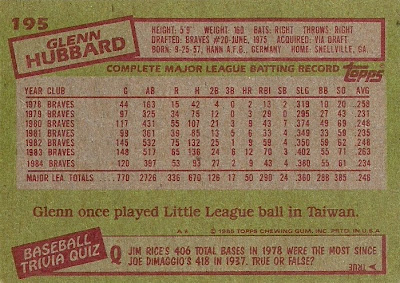 195
GLENN
HUBBARD
HEIGHT: 5'9" WEIGHT: 160 BATS: RIGHT THROWS: RIGHT
DRAFTED: BRAVES #20-JUNE, 1975 ACQUIRED: VIA DRAFT
BORN: 9-25-57, HANN A.F.B., GERMANY HOME: SNELLVILLE, GA.
COMPLETE MAJOR LEAGUE BATTING RECORD
Topps
YEAR CLUB G AB R H 2B 3B HR RBI SB SLG BB SO AVG
1978 BRAVES 44 163 15 42 4 0 2 13 2 .319 10 20 .258
1979 BRAVES 97 325 34 75 12 0 3 29 0 .295 27 43 .231
1980 BRAVES 117 431 55 107 21 3 9 43 7 .374 49 69 .248
1981 BRAVES 99 361 39 85 13 5 6 33 4 .349 33 59 .235
1982 BRAVES 145 532 75 132 25 1 9 59 4 .350 59 62 .248
1983 BRAVES 148 517 65 136 24 6 12 70 3 .402 55 71 .263
1984 BRAVES 120 397 53 93 27 2 9 43 4 .380 55 61 .234
MAJ. LEA. TOTALS 770 2726 336 670 126 17 50 290 24 .360 288 385 .246
Glenn once played Little League ball in Taiwan.
©1985 TOPPS CHEWING GUM, INC. PRTD. IN U.S.A.
BASEBALL
TRIVIA QUIZ
Q
JIM RICE'S 406 TOTAL BASES IN 1978 WERE THE MOST SINCE
JOE DIMAGGIO'S 418 IN 1937. TRUE OR FALSE?
TRUE